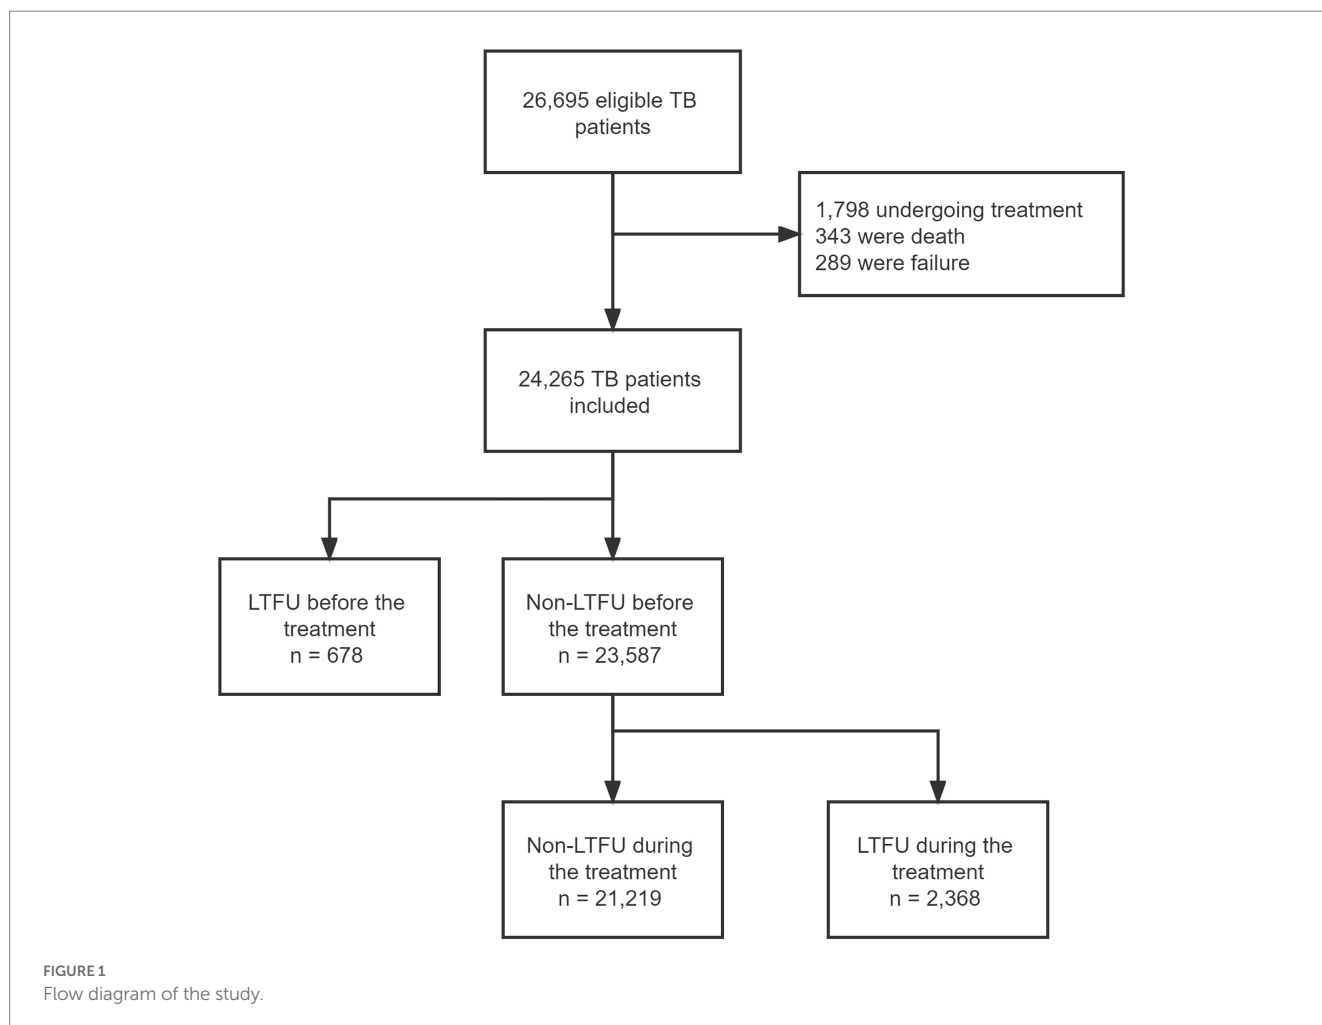 26,695 eligible TB
patients
1,798 undergoing treatment
343 were death
289 were failure
24,265 TB patients
included
LTFU before the
treatment
n = 678
Non-LTFU before
the treatment
n = 23,587
Non-LTFU during
the treatment
n = 21,219
LTFU during the
treatment
n = 2,368
FIGURE 1
Flow diagram of the study.